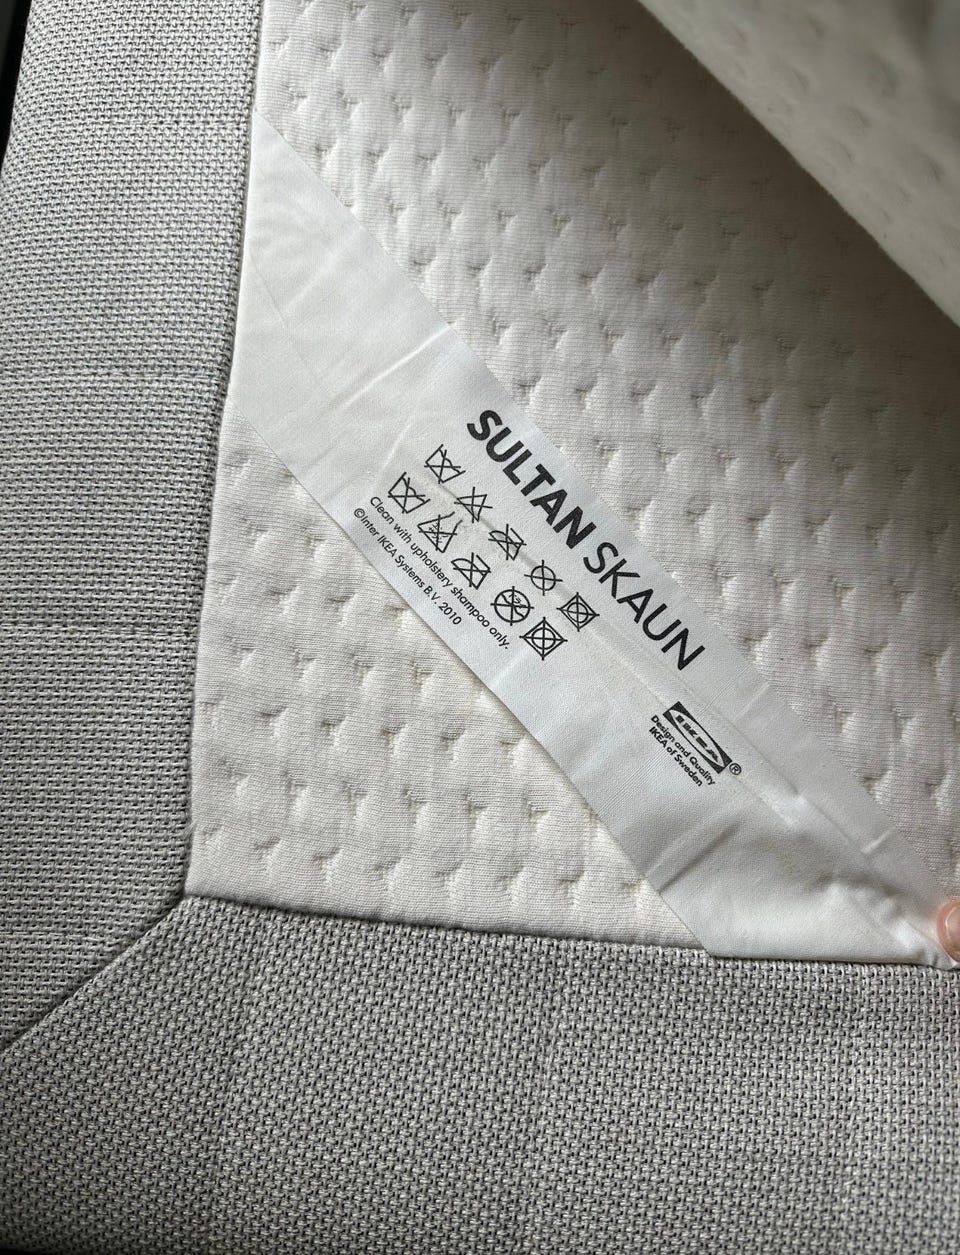 SULTAN SKAUN
Clean with upholstery shampoo only.
©Inter IKEA Systems B.V. 2010
IKEA®
Design and Quality
IKEA of Sweden